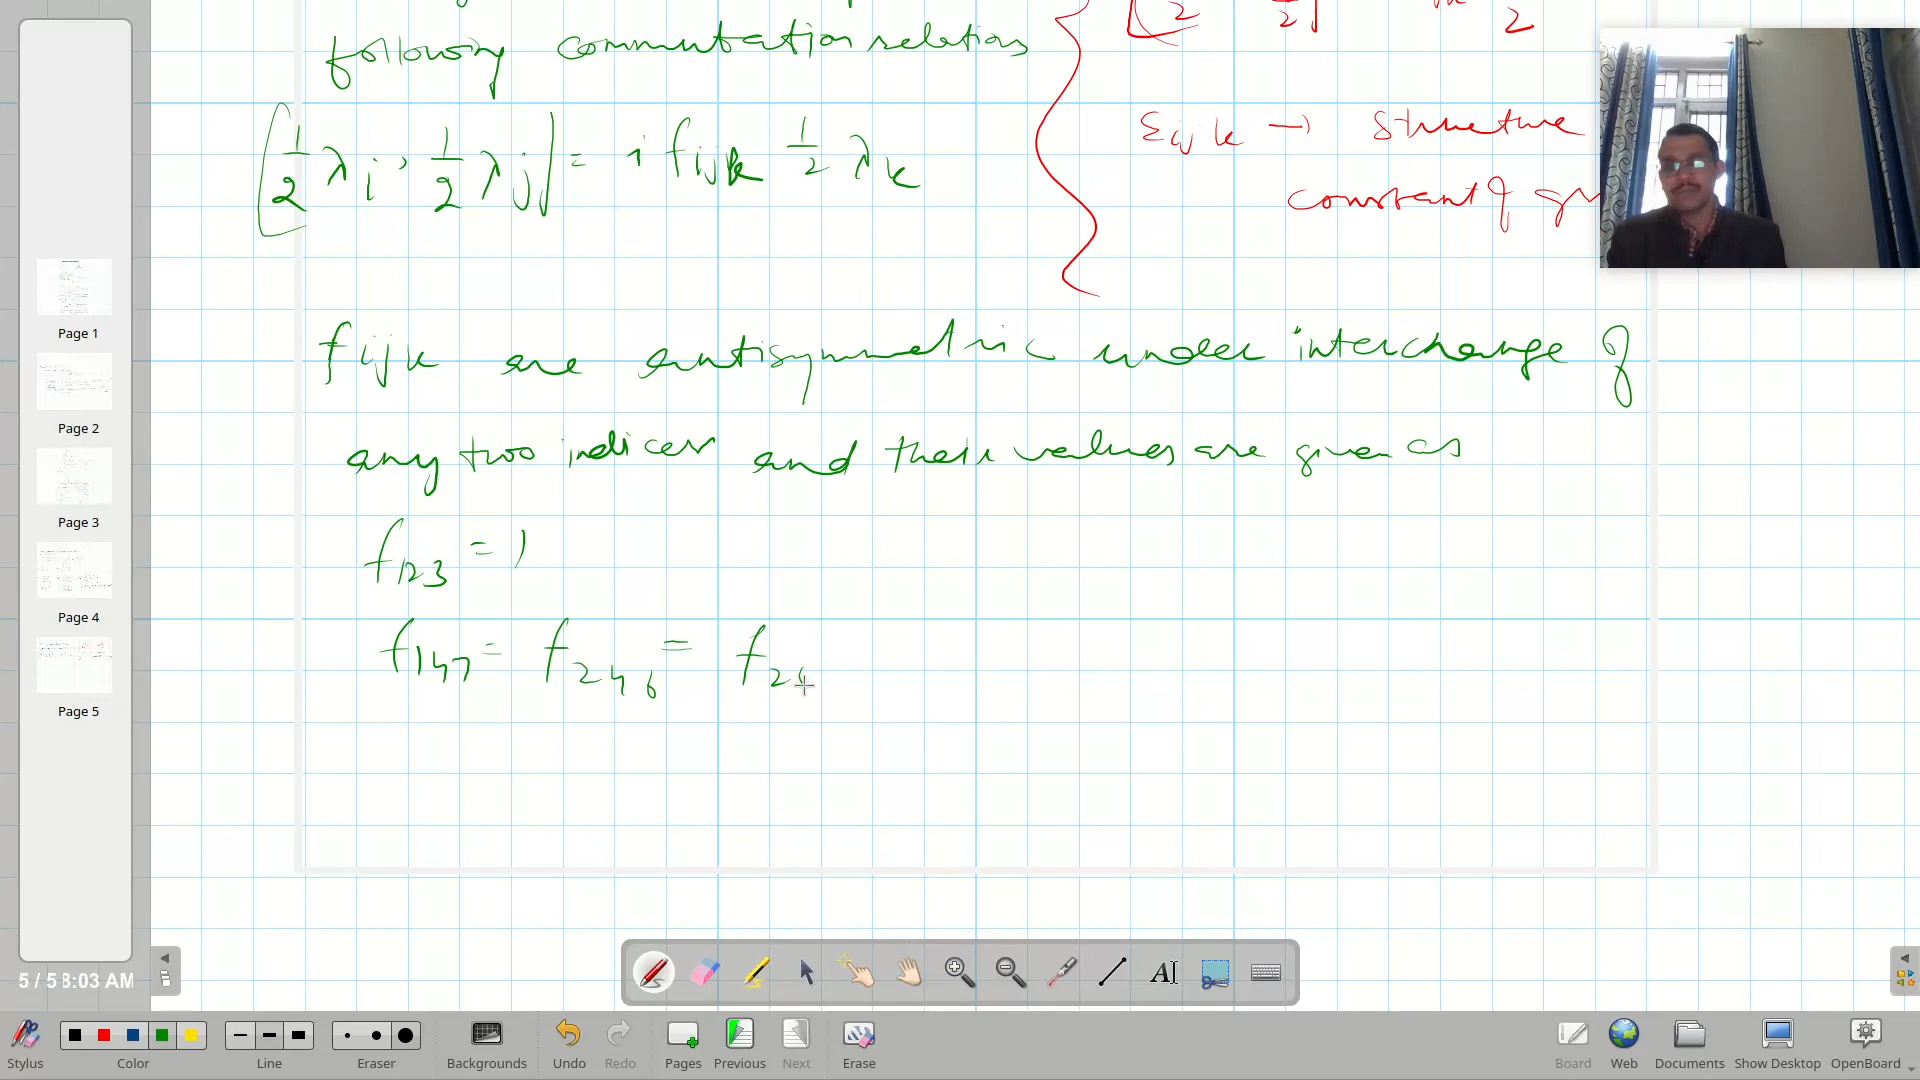 following commutation relations
[1/2 λi, 1/2 λj] = i fijk 1/2 λk
εijk → structure
constant of
fijk are antisymmetric under interchange of
any two indices and their values are given as
f123 = 1
f147 = f246 = f2
Page 1
Page 2
Page 3
Page 4
Page 5
5 / 5 8:03 AM
Stylus Color Line Eraser Backgrounds Undo Redo Pages Previous Next Erase Board Web Documents Show Desktop OpenBoard